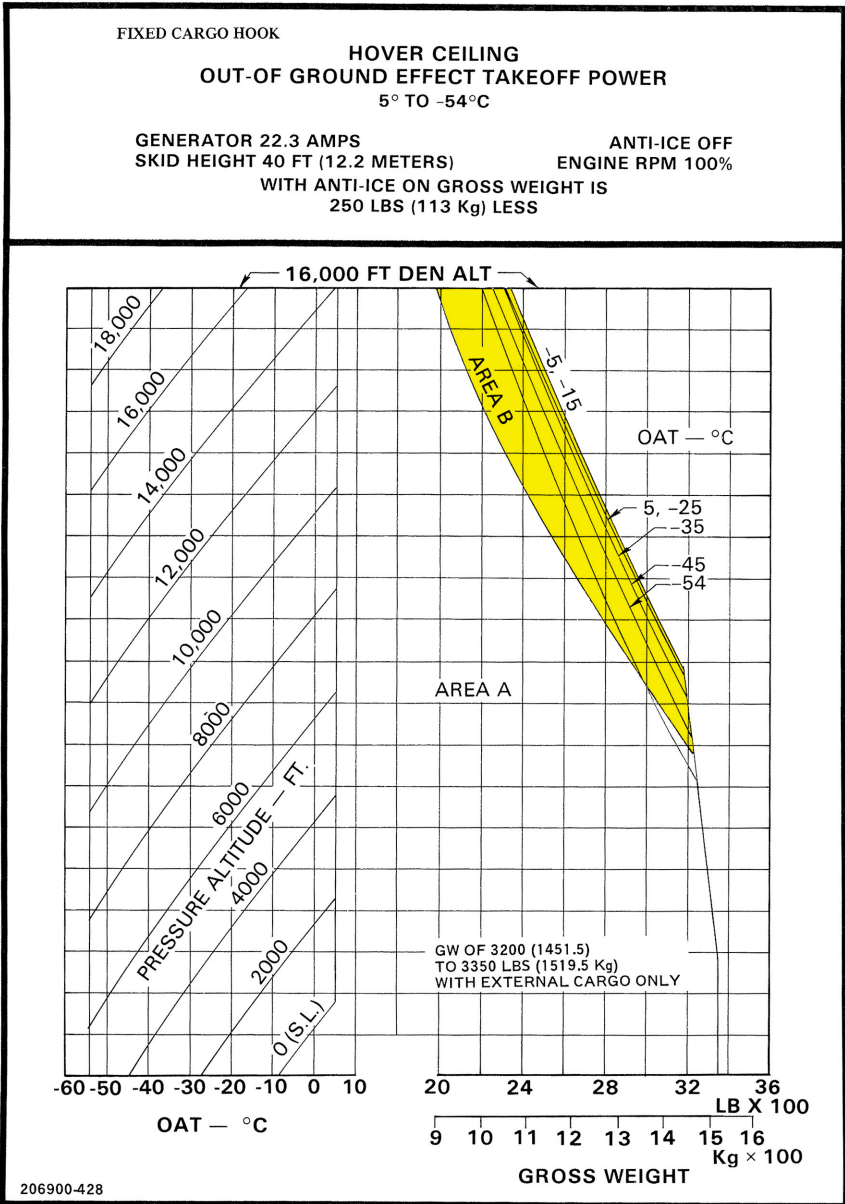 FIXED CARGO HOOK
HOVER CEILING
OUT-OF GROUND EFFECT TAKEOFF POWER
5° TO -54°C
GENERATOR 22.3 AMPS
ANTI-ICE OFF
SKID HEIGHT 40 FT (12.2 METERS)
ENGINE RPM 100%
WITH ANTI-ICE ON GROSS WEIGHT IS
250 LBS (113 Kg) LESS
16,000 FT DEN ALT
18,000
16,000
14,000
12,000
10,000
8000
6000
4000
2000
0 (S.L.)
PRESSURE ALTITUDE — FT.
AREA B
-5, -15
OAT — °C
5, -25
-35
-45
-54
AREA A
GW OF 3200 (1451.5)
TO 3350 LBS (1519.5 Kg)
WITH EXTERNAL CARGO ONLY
-60 -50 -40 -30 -20 -10 0 10
20 24 28 32 36
LB X 100
OAT — °C
9 10 11 12 13 14 15 16
Kg × 100
GROSS WEIGHT
206900-428